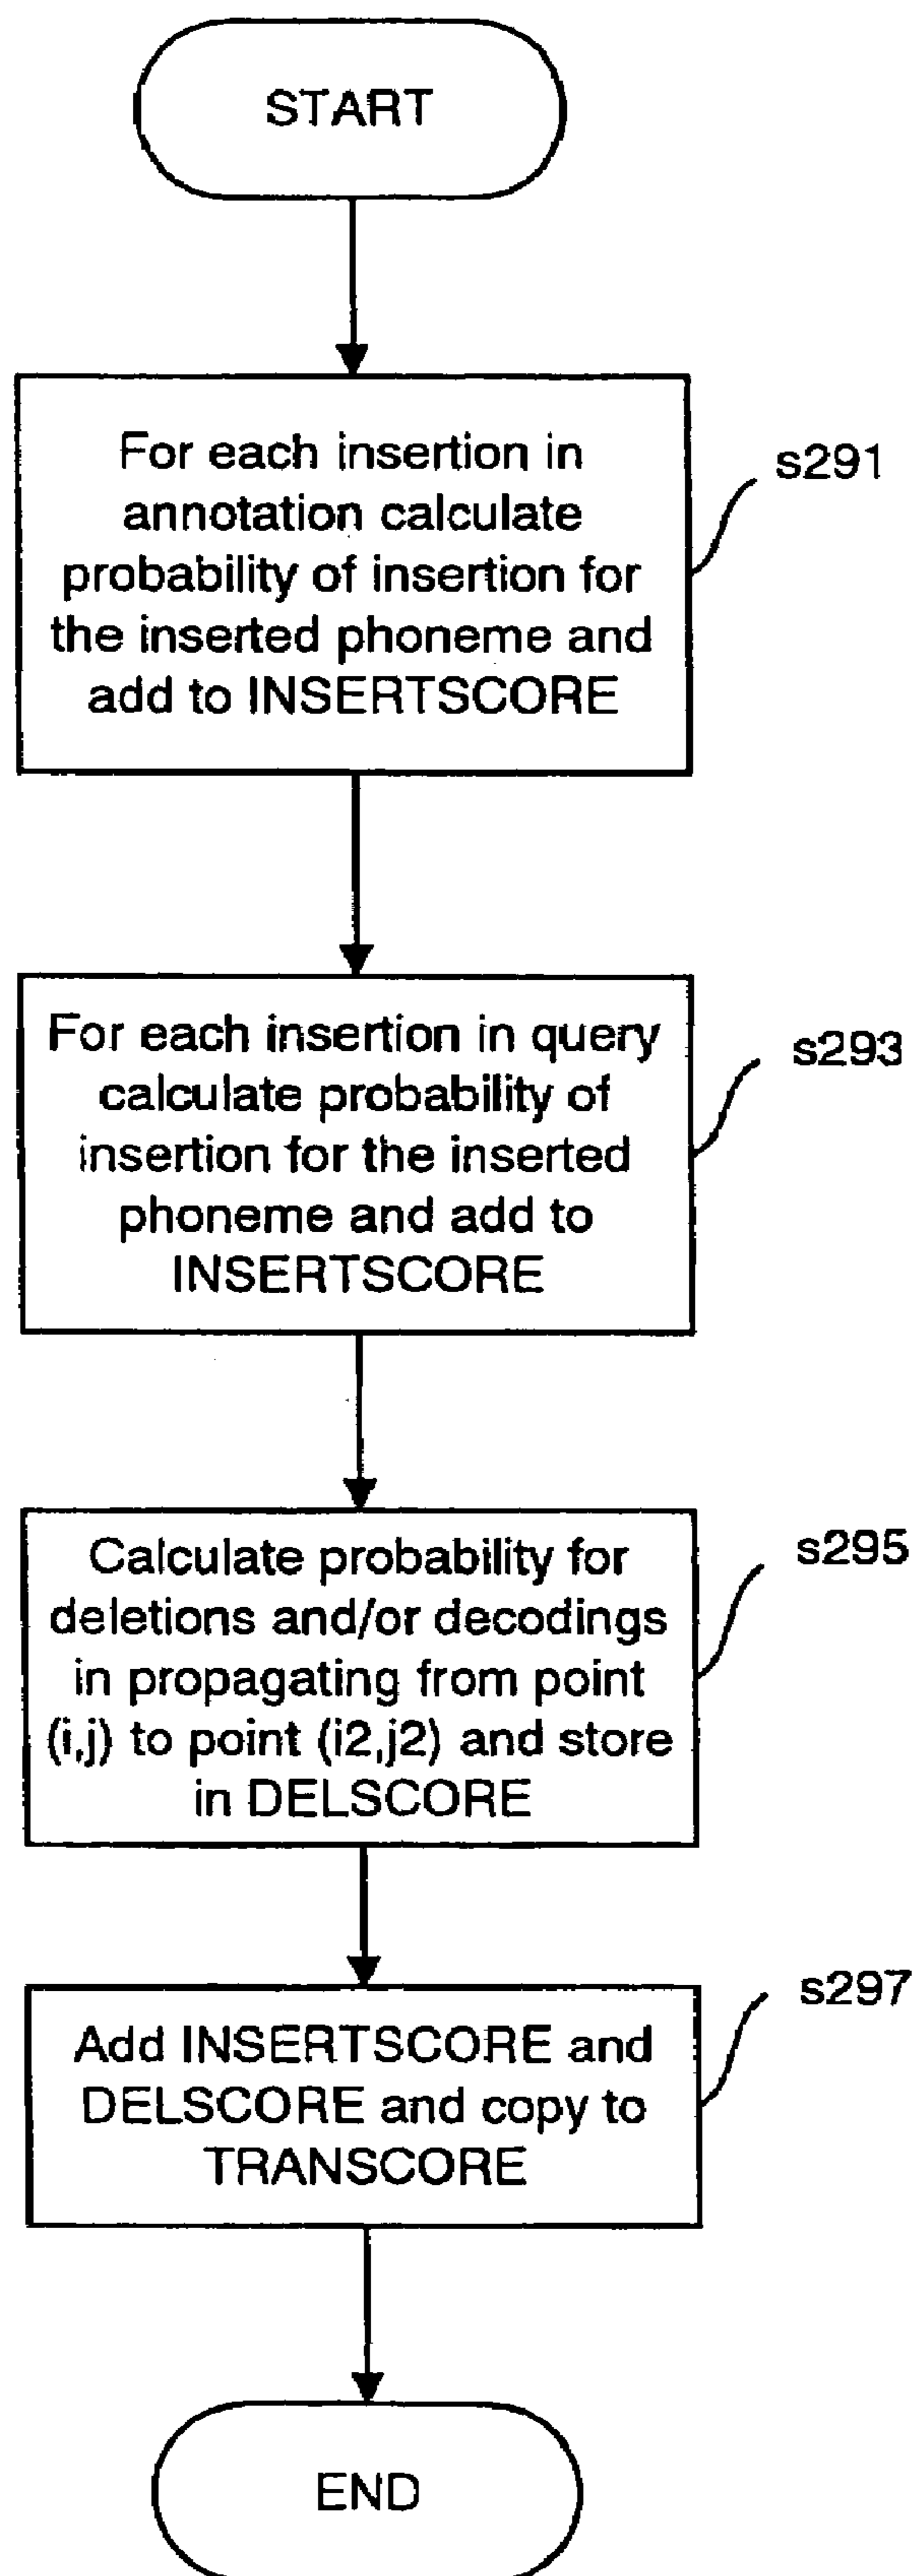 START
For each insertion in
annotation calculate
probability of insertion for
the inserted phoneme and
add to INSERTSCORE
s291
For each insertion in query
calculate probability of
insertion for the inserted
phoneme and add to
INSERTSCORE
s293
Calculate probability for
deletions and/or decodings
in propagating from point
(i,j) to point (i2,j2) and store
in DELSCORE
s295
Add INSERTSCORE and
DELSCORE and copy to
TRANSCORE
s297
END